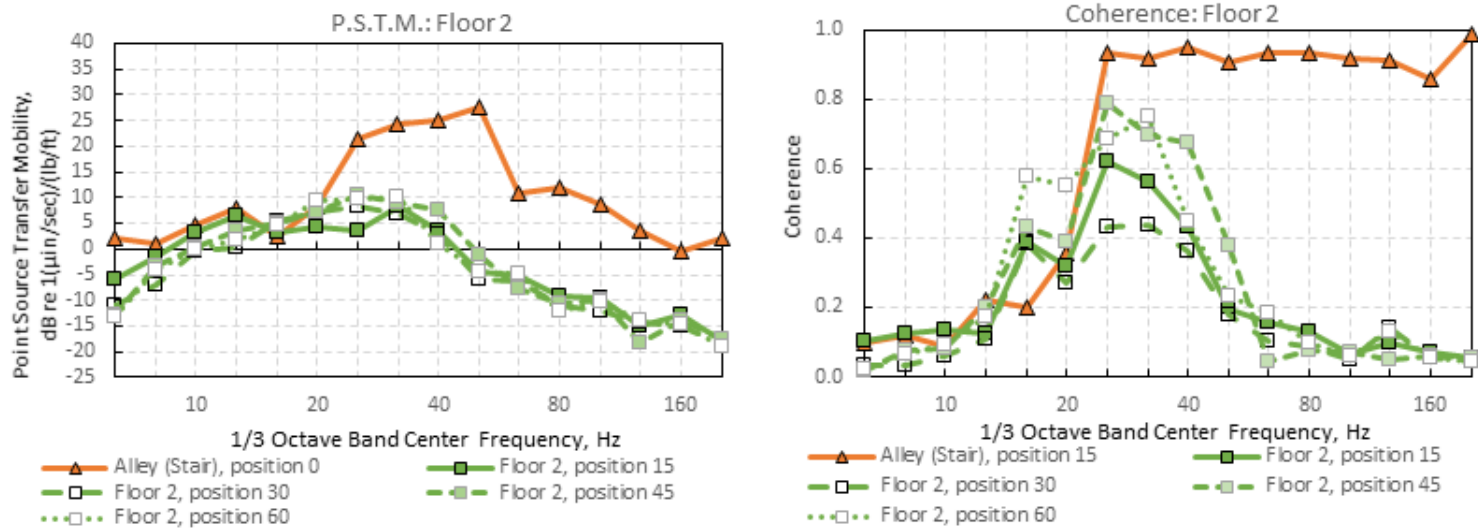 P.S.T.M.: Floor 2
Point Source Transfer Mobility,
dB re 1(µin/sec)/(lb/ft)
40
35
30
25
20
15
10
5
0
-5
-10
-15
-20
-25
10
20
40
80
160
1/3 Octave Band Center Frequency, Hz
Alley (Stair), position 0
Floor 2, position 15
Floor 2, position 30
Floor 2, position 45
Floor 2, position 60
Coherence: Floor 2
Coherence
1.0
0.8
0.6
0.4
0.2
0.0
10
20
40
80
160
1/3 Octave Band Center Frequency, Hz
Alley (Stair), position 15
Floor 2, position 15
Floor 2, position 30
Floor 2, position 45
Floor 2, position 60